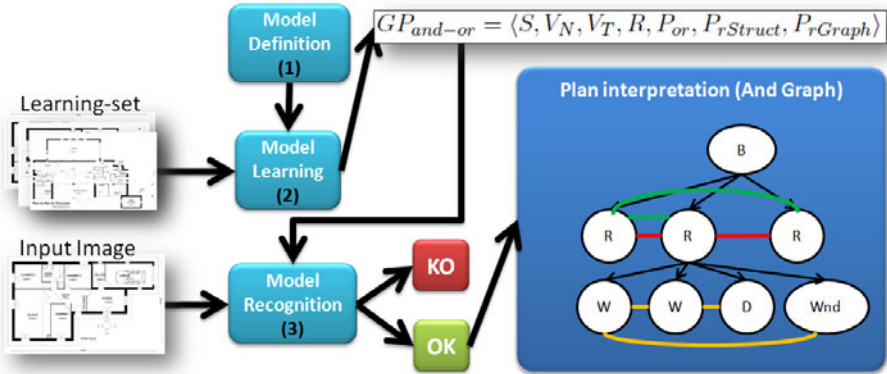 Model
Definition
(1)
GP_{and-or} = ⟨S, V_N, V_T, R, P_{or}, P_{rStruct}, P_{rGraph}⟩
Learning-set
Model
Learning
(2)
Input Image
Model
Recognition
(3)
KO
OK
Plan interpretation (And Graph)
B
R R R
W W D Wnd